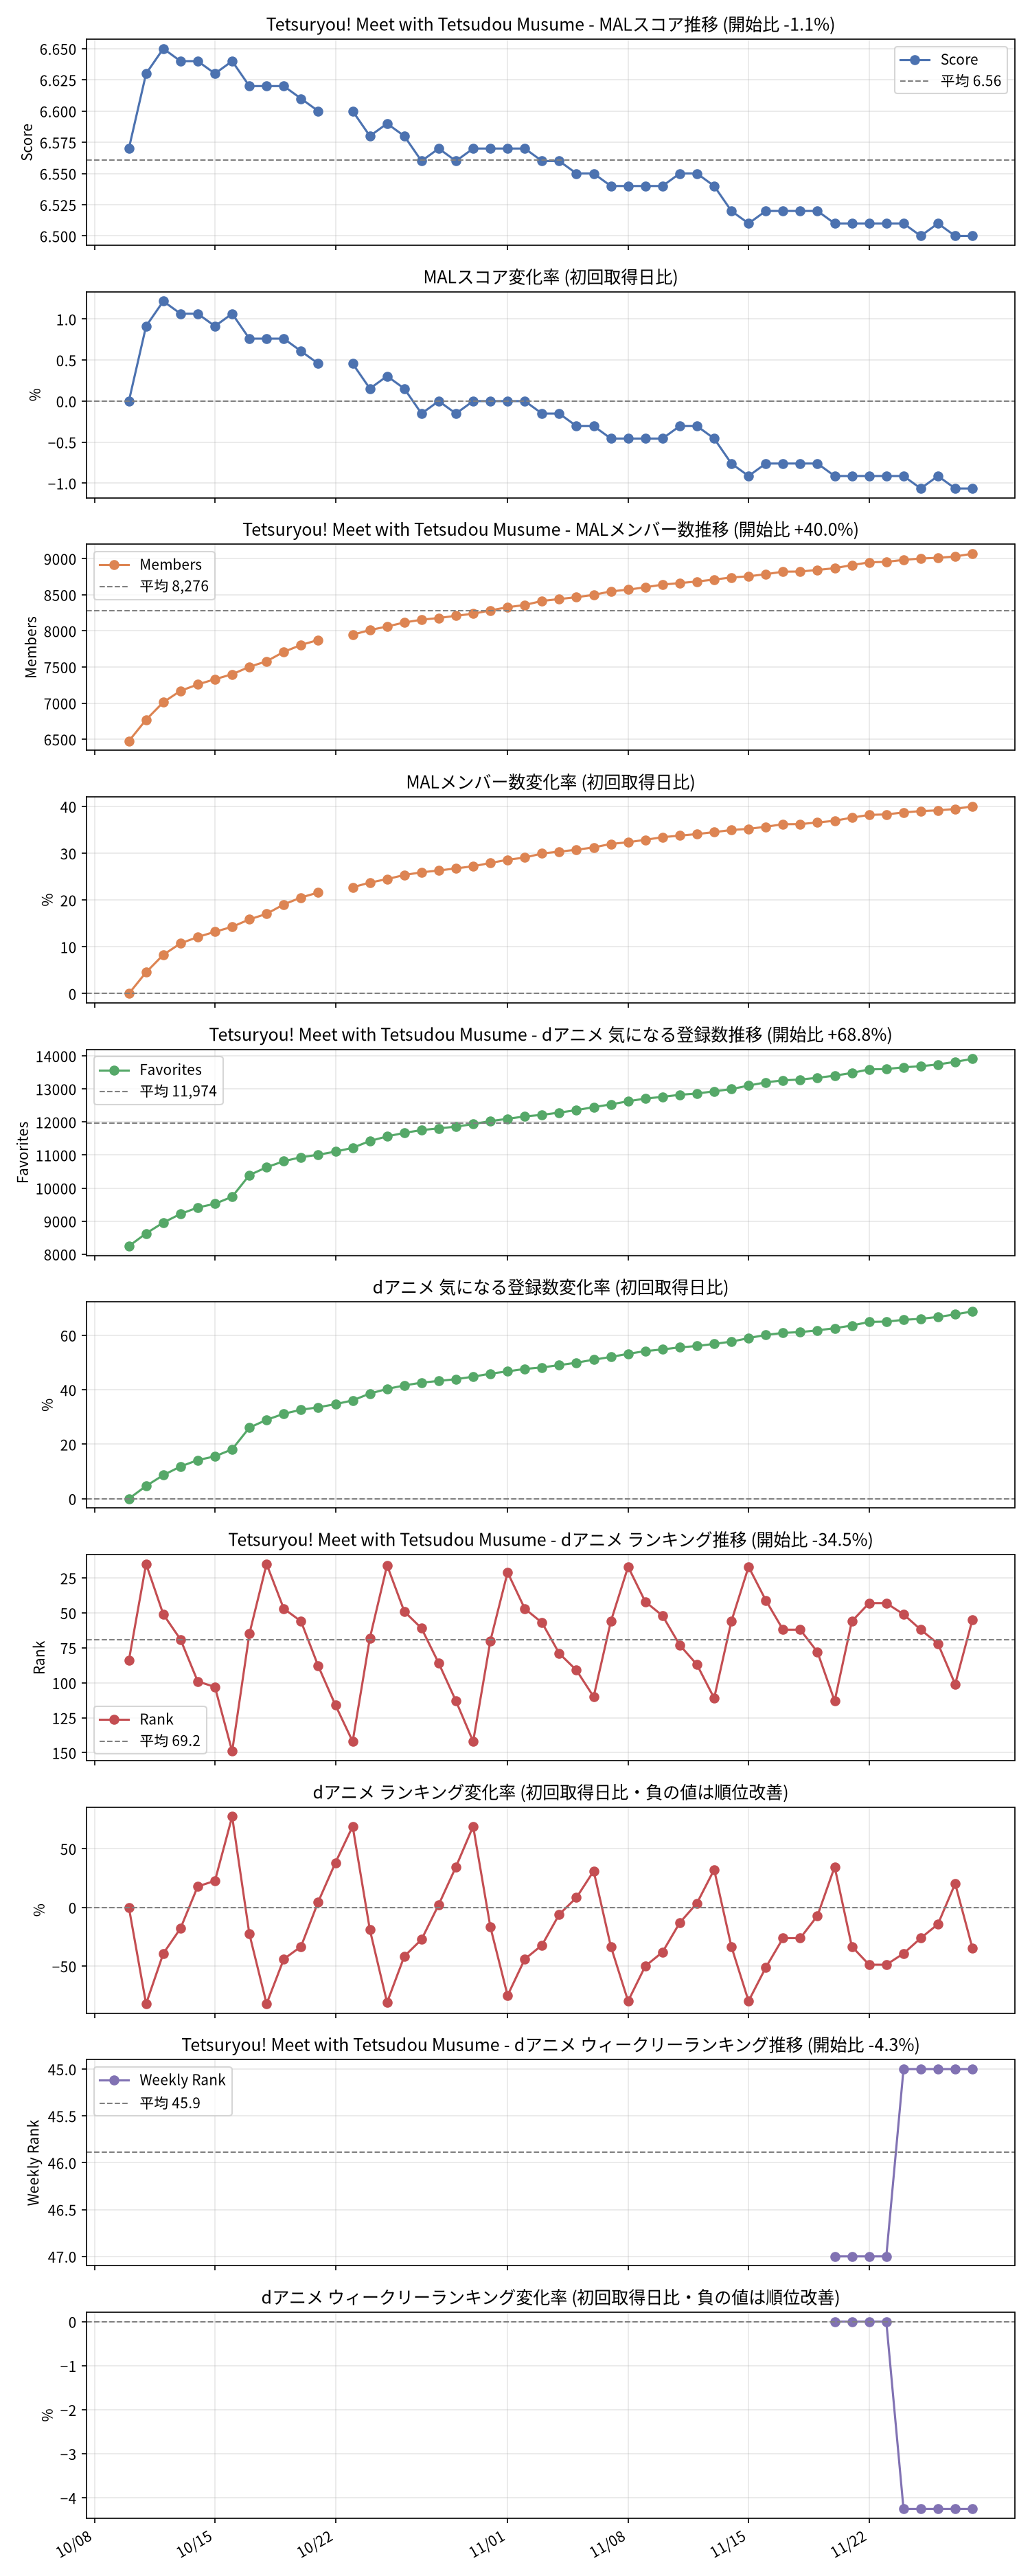 Tetsuryou! Meet with Tetsudou Musume - MALスコア推移 (開始比 -1.1%)
Score
6.650
6.625
6.600
6.575
6.550
6.525
6.500
Score
平均 6.56
MALスコア変化率 (初回取得日比)
%
1.0
0.5
0.0
−0.5
−1.0
Tetsuryou! Meet with Tetsudou Musume - MALメンバー数推移 (開始比 +40.0%)
Members
9000
8500
8000
7500
7000
6500
Members
平均 8,276
MALメンバー数変化率 (初回取得日比)
%
40
30
20
10
0
Tetsuryou! Meet with Tetsudou Musume - dアニメ 気になる登録数推移 (開始比 +68.8%)
Favorites
14000
13000
12000
11000
10000
9000
8000
Favorites
平均 11,974
dアニメ 気になる登録数変化率 (初回取得日比)
%
60
40
20
0
Tetsuryou! Meet with Tetsudou Musume - dアニメ ランキング推移 (開始比 -34.5%)
Rank
25
50
75
100
125
150
Rank
平均 69.2
dアニメ ランキング変化率 (初回取得日比・負の値は順位改善)
%
50
0
−50
Tetsuryou! Meet with Tetsudou Musume - dアニメ ウィークリーランキング推移 (開始比 -4.3%)
Weekly Rank
45.0
45.5
46.0
46.5
47.0
Weekly Rank
平均 45.9
dアニメ ウィークリーランキング変化率 (初回取得日比・負の値は順位改善)
%
0
−1
−2
−3
−4
10/08
10/15
10/22
11/01
11/08
11/15
11/22